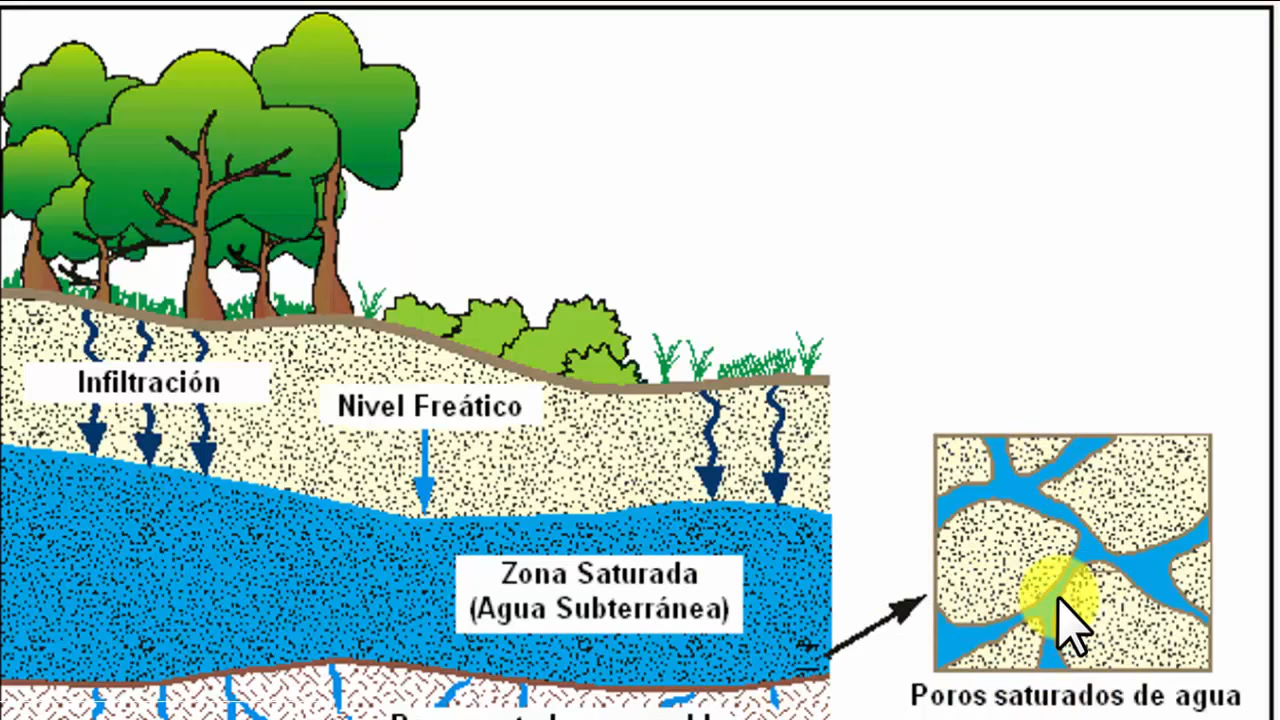 Infiltración
Nivel Freático
Zona Saturada
(Agua Subterránea)
Poros saturados de agua